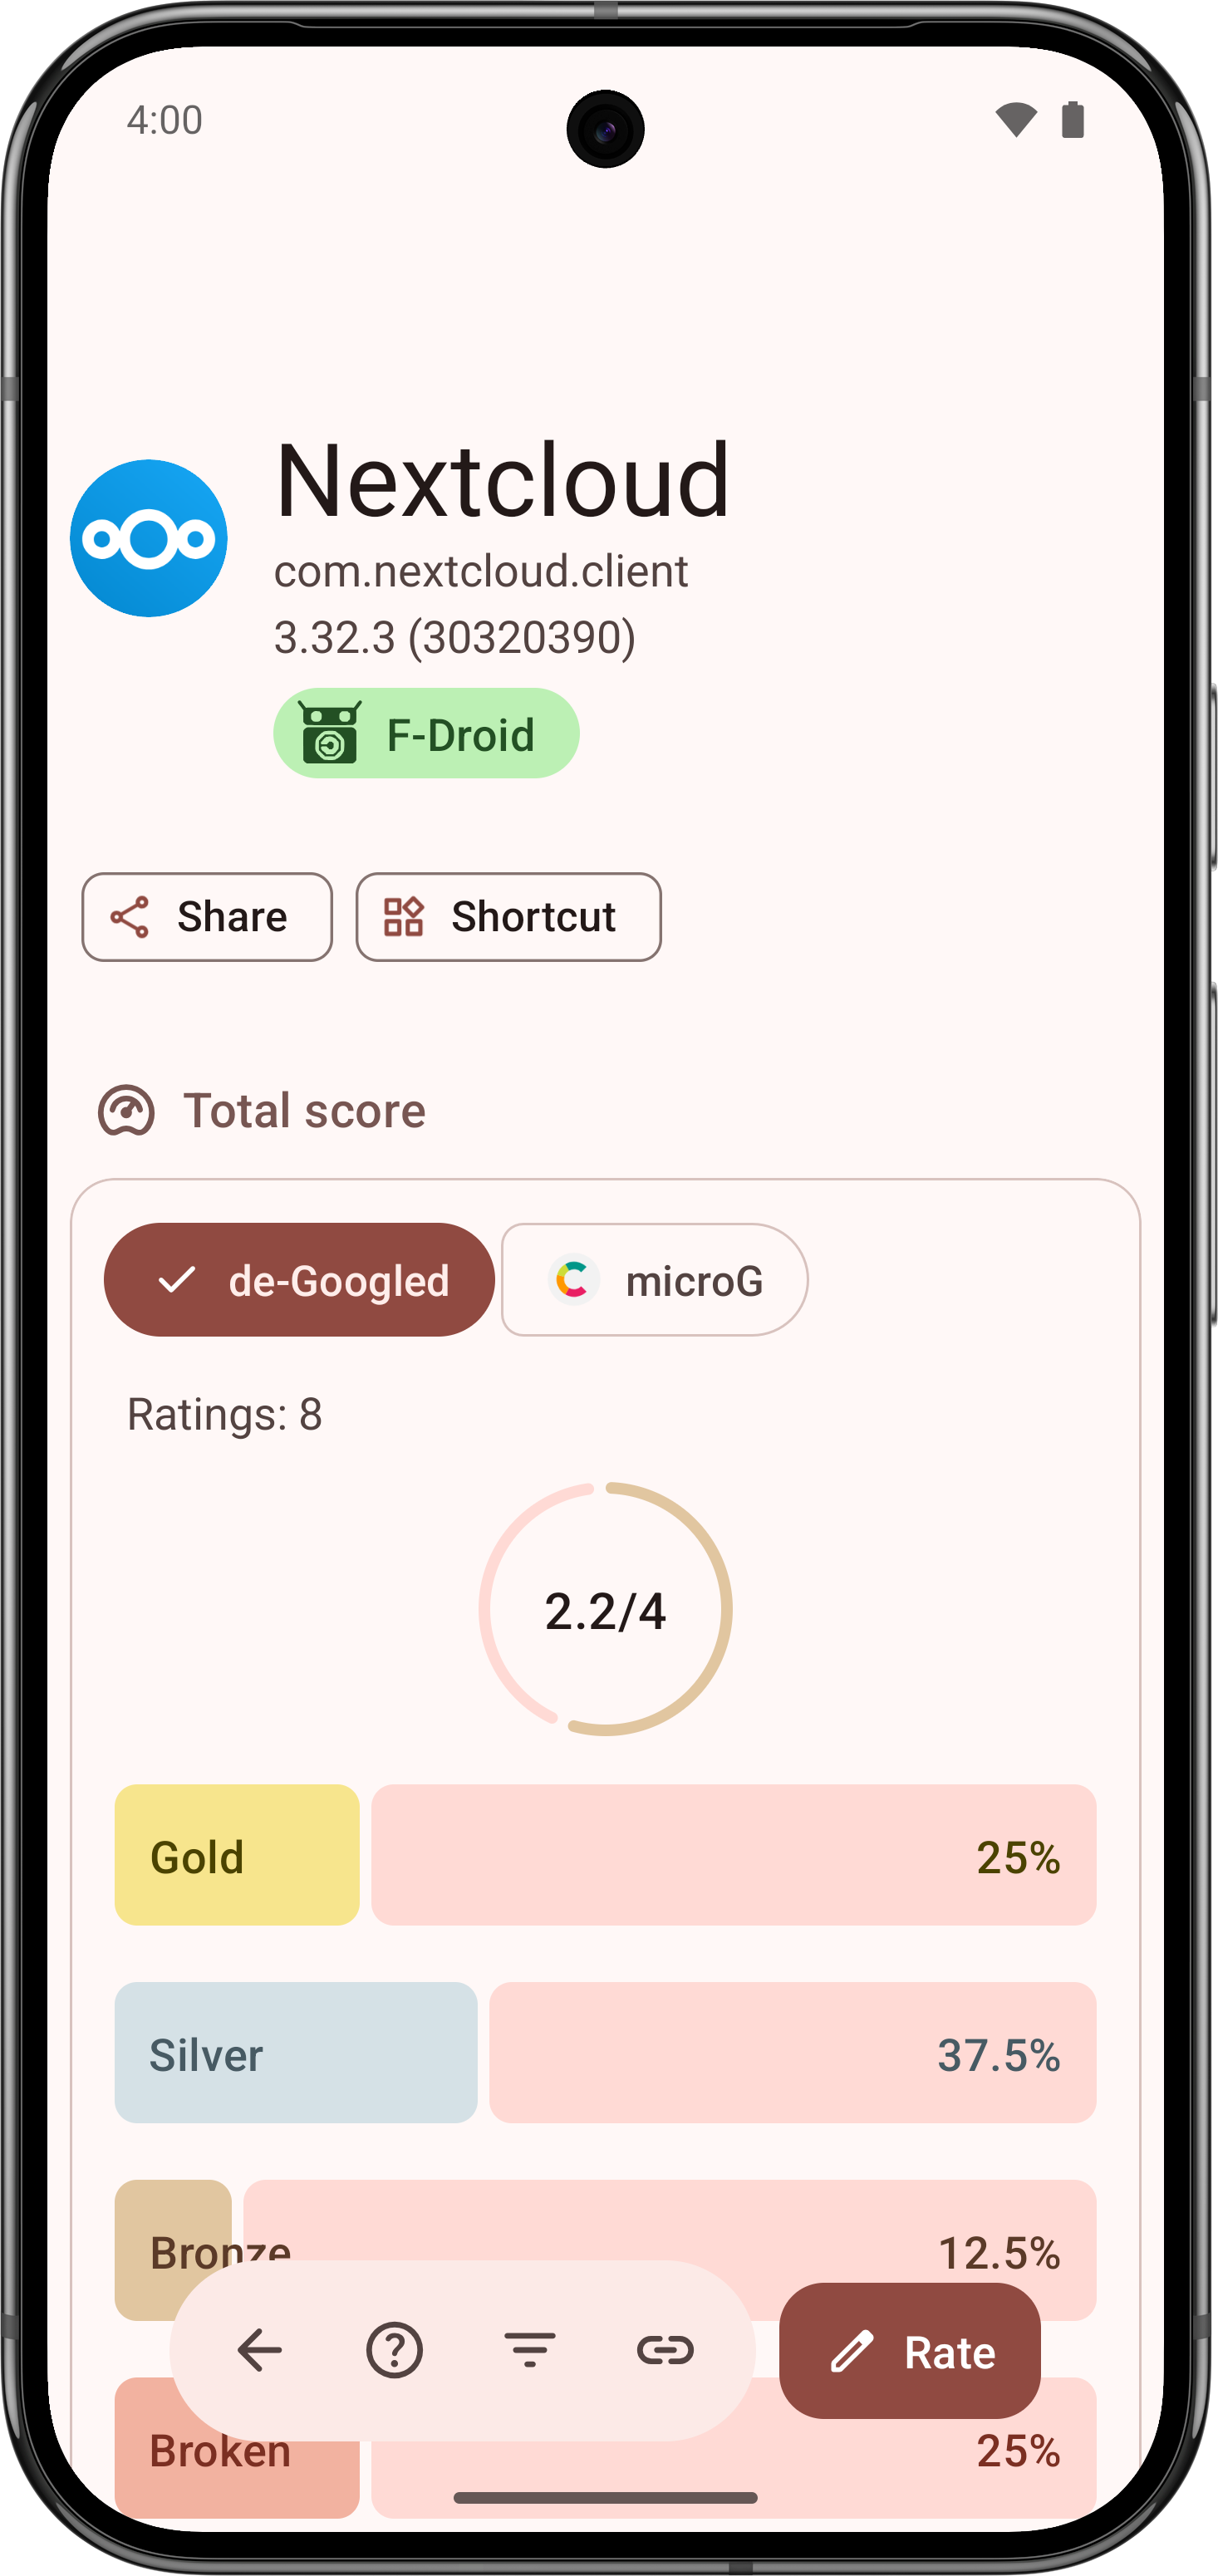 4:00
Nextcloud
com.nextcloud.client
3.32.3 (30320390)
F-Droid
Share
Shortcut
Total score
de-Googled
microG
Ratings: 8
2.2/4
Gold
25%
Silver
37.5%
Bronze
12.5%
Rate
Broken
25%